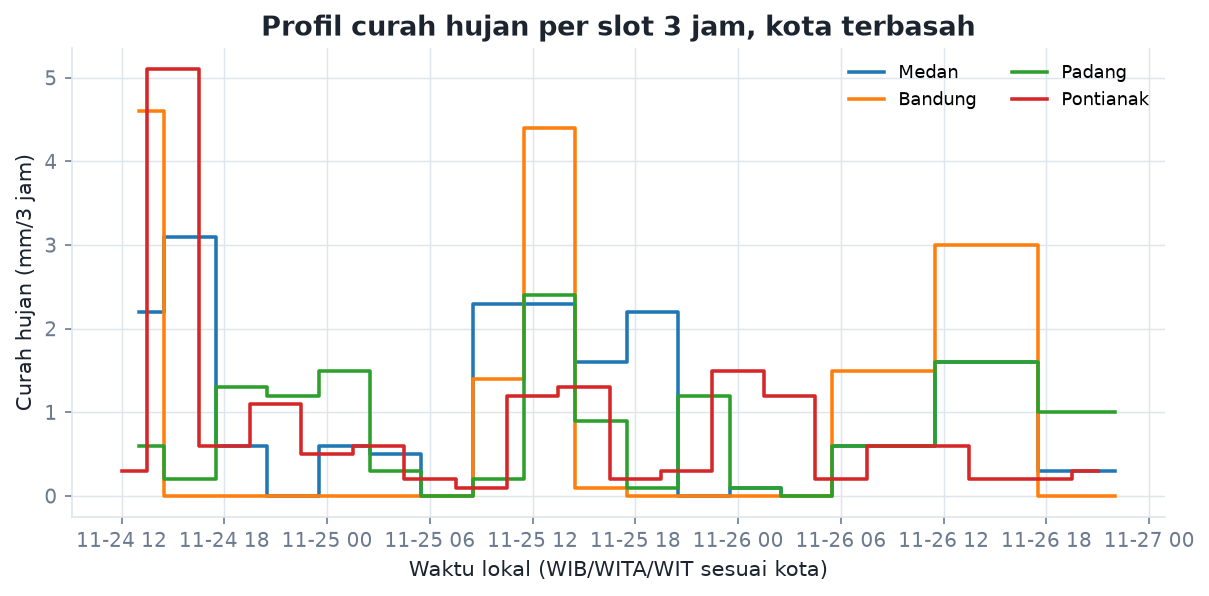 Profil curah hujan per slot 3 jam, kota terbasah
Medan
Bandung
Padang
Pontianak
Curah hujan (mm/3 jam)
5
4
3
2
1
0
11-24 12 11-24 18 11-25 00 11-25 06 11-25 12 11-25 18 11-26 00 11-26 06 11-26 12 11-26 18 11-27 00
Waktu lokal (WIB/WITA/WIT sesuai kota)